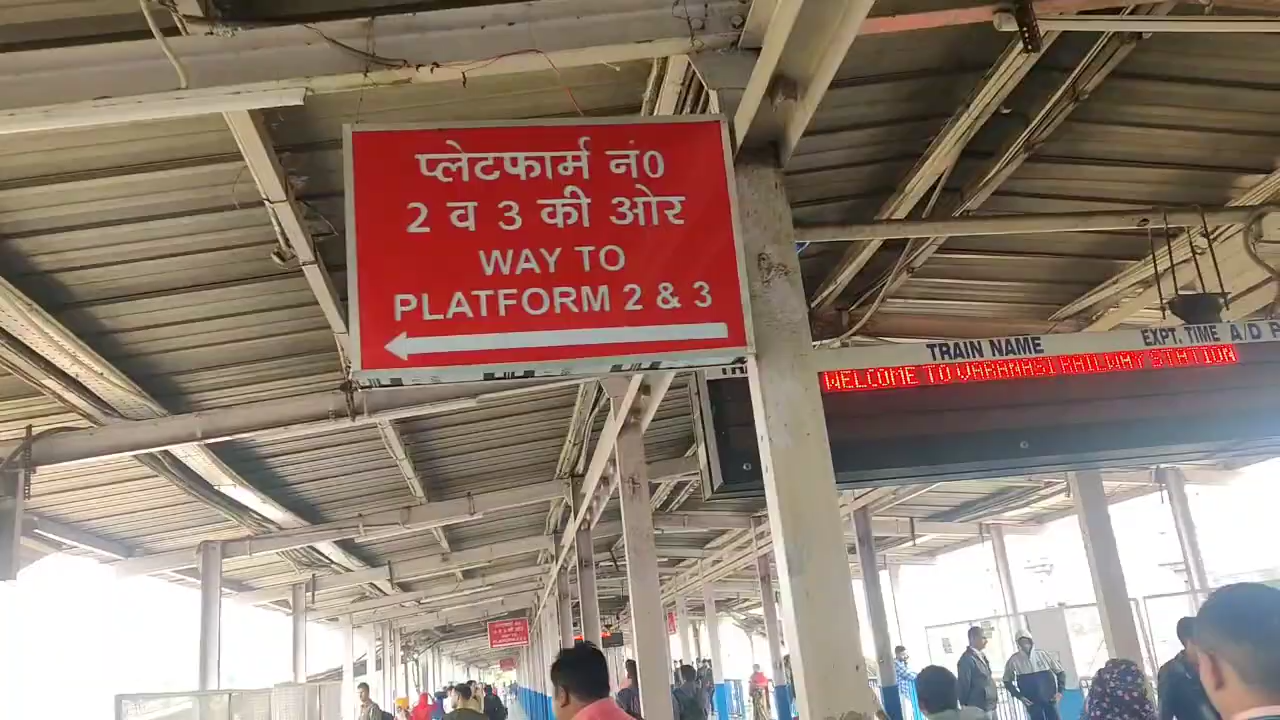 प्लेटफार्म नं0
2 व 3 की ओर
WAY TO
PLATFORM 2 & 3
TRAIN NAME EXPT. TIME A/D
WELCOME TO VARANASI RAILWAY STATION